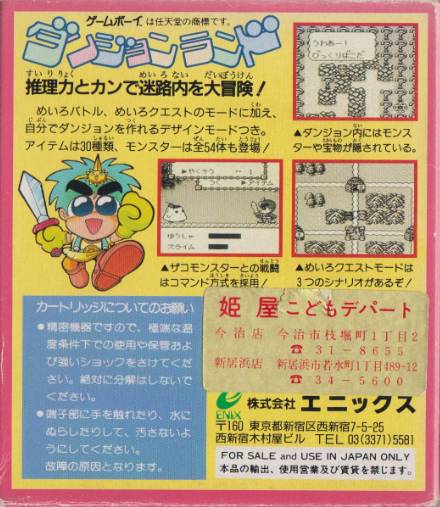 ゲームボーイ は任天堂の商標です。
ダンジョンランド
すいりりょく めいろない だいぼうけん
推理力とカンで迷路内を大冒険!
めいろバトル、めいろクエストのモードに加え、
自分でダンジョンを作れるデザインモードつき。
アイテムは30種類、モンスターは全54体も登場!
うわあー!
びっくりばこだ
▲ダンジョン内にはモンス
ターや宝物が隠されている。
ゆうしゃ
スライム
▲ザコモンスターとの戦闘
はコマンド方式を採用!
▲めいろクエストモードは
3つのシナリオがあるぞ!
カートリッジについてのお願い
●精密機器ですので、極端な温
度条件下での使用や保管およ
び強いショックをさけてくだ
さい。絶対に分解はしないで
ください。
●端子部に手を触れたり、水に
ぬらしたりして、汚さないよ
うにしてください。
故障の原因となります。
姫屋こどもデパート
今治店 今治市枝堀町1丁目2
☎ 31-8655
新居浜店 新居浜市若水町1丁目489-12
☎ 34-5600
ENIX
株式会社 エニックス
〒160 東京都新宿区西新宿7-5-25
西新宿木村屋ビル TEL 03(3371)5581
FOR SALE and USE IN JAPAN ONLY
本品の輸出、使用営業及び賃貸を禁じます。